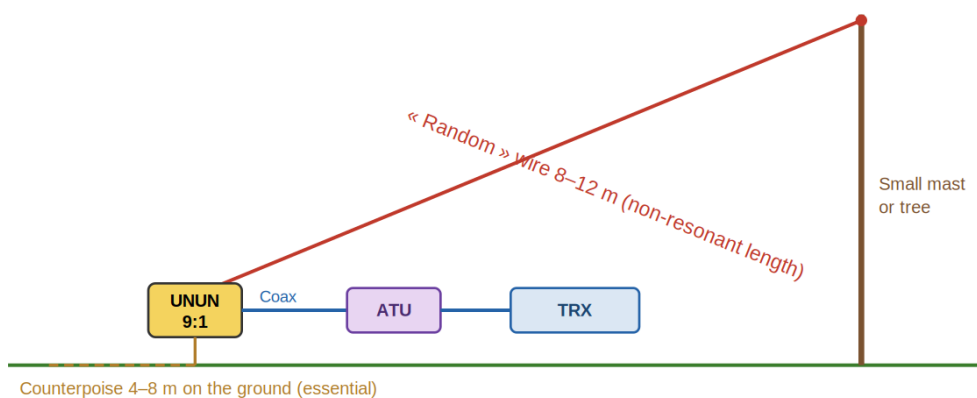 « Random » wire 8–12 m (non-resonant length)
Small mast
or tree
UNUN
9:1
Coax
ATU
TRX
Counterpoise 4–8 m on the ground (essential)